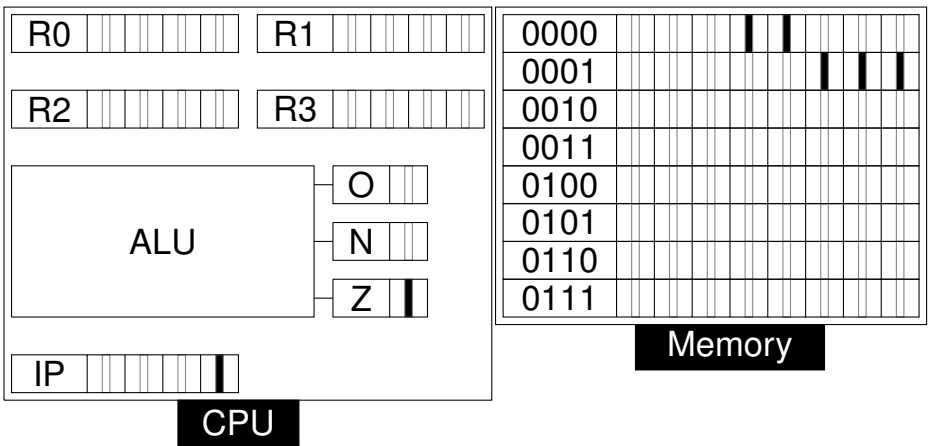 R0 R1 0000
0001
R2 R3 0010
0011
O 0100
ALU N 0101
0110
Z 0111
Memory
IP
CPU